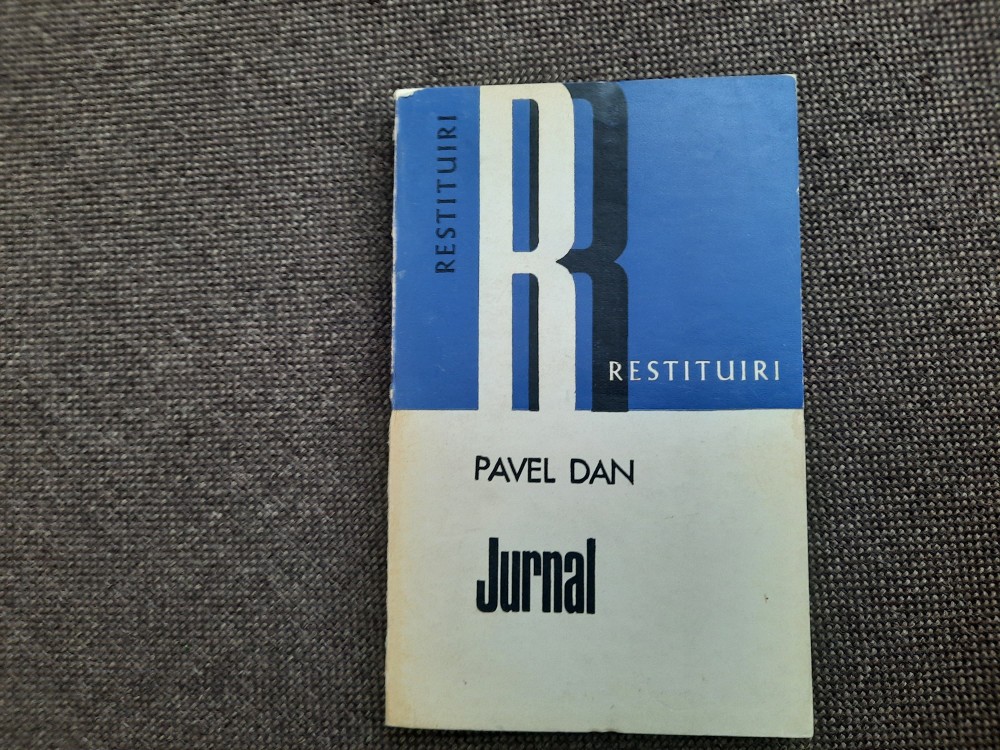 RESTITUIRI
R
RESTITUIRI
PAVEL DAN
Jurnal